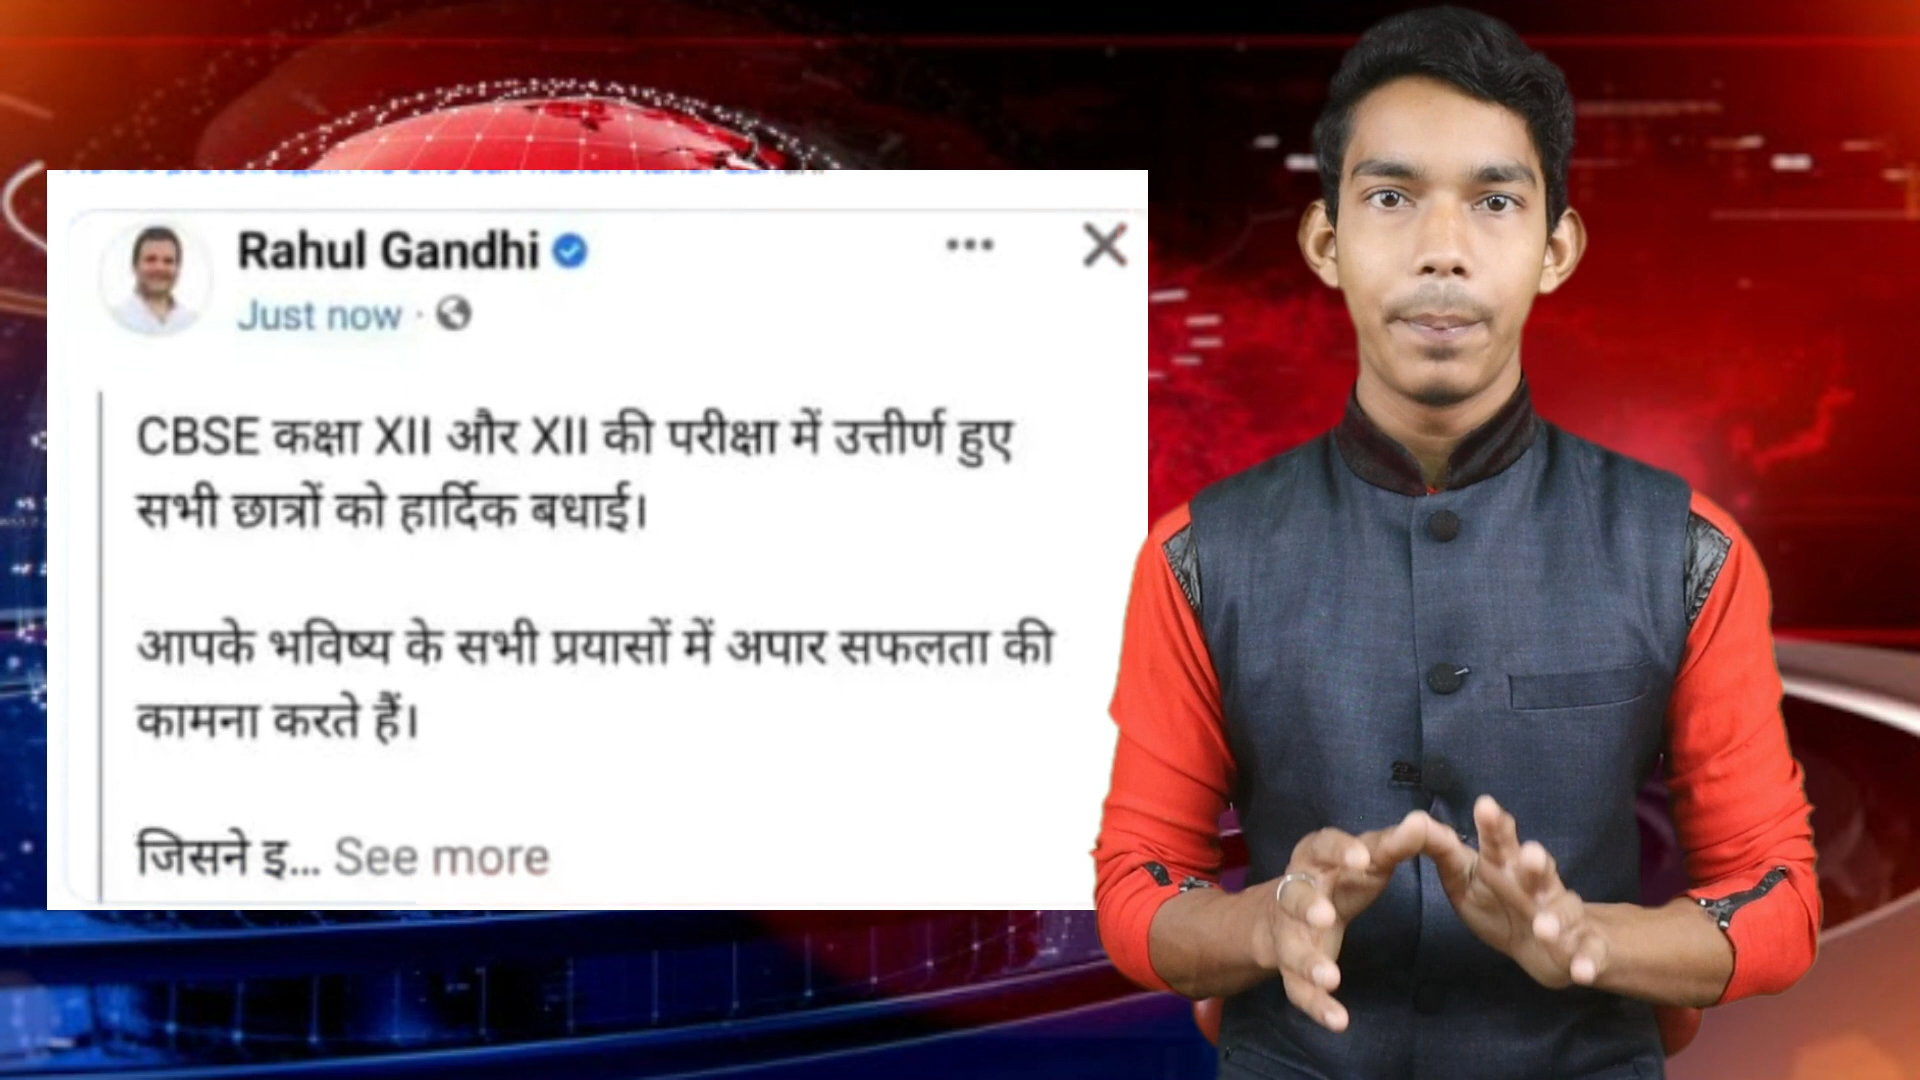 Rahul Gandhi
Just now
CBSE कक्षा XII और XII की परीक्षा में उत्तीर्ण हुए
सभी छात्रों को हार्दिक बधाई।
आपके भविष्य के सभी प्रयासों में अपार सफलता की
कामना करते हैं।
जिसने इ... See more